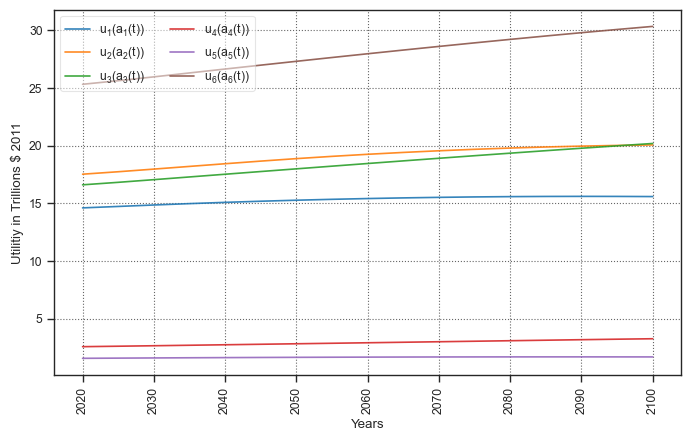 u₁(a₁(t)) u₄(a₄(t))
u₂(a₂(t)) u₅(a₅(t))
u₃(a₃(t)) u₆(a₆(t))
30
25
20
15
10
5
Utilitiy in Trillions $ 2011
2020 2030 2040 2050 2060 2070 2080 2090 2100
Years